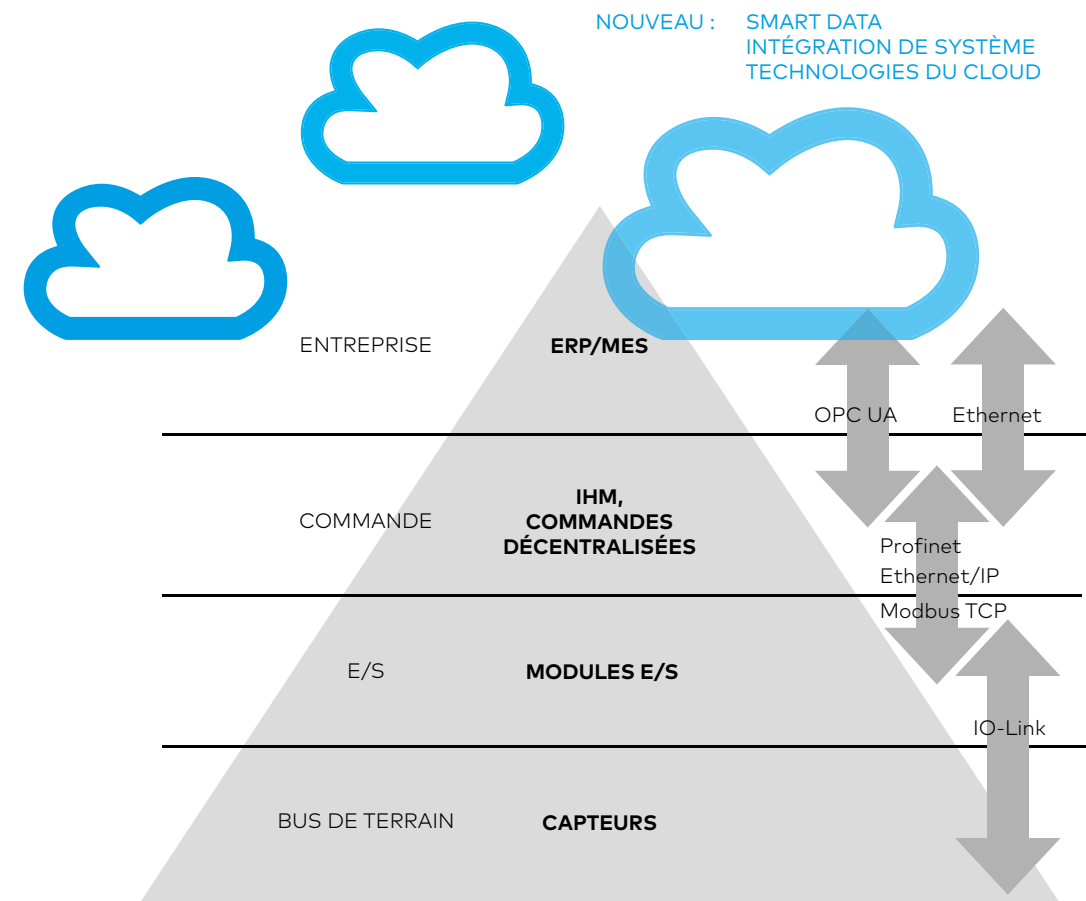 NOUVEAU : SMART DATA
INTÉGRATION DE SYSTÈME
TECHNOLOGIES DU CLOUD
ENTREPRISE
ERP/MES
OPC UA
Ethernet
COMMANDE
IHM,
COMMANDES
DÉCENTRALISÉES
Profinet
Ethernet/IP
Modbus TCP
E/S
MODULES E/S
IO-Link
BUS DE TERRAIN
CAPTEURS